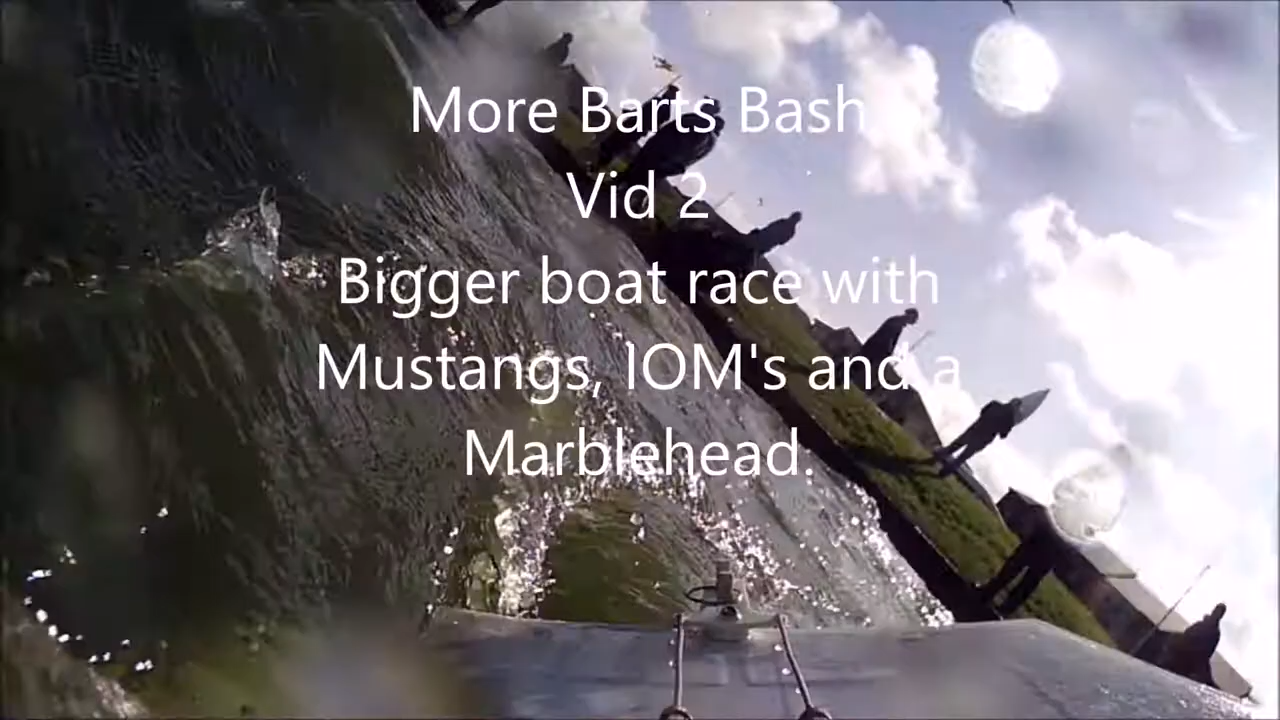 More Barts Bash
Vid 2
Bigger boat race with
Mustangs, IOM's and a
Marblehead.